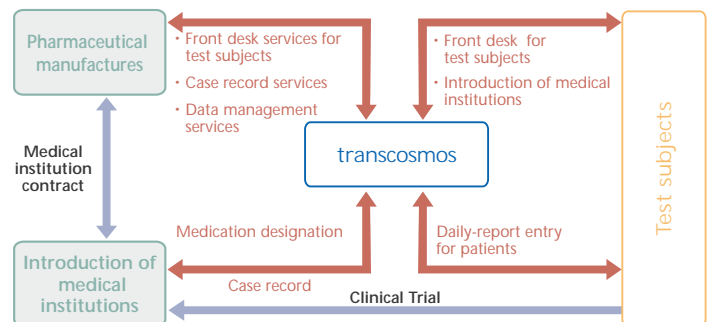 Pharmaceutical
manufactures
・Front desk services for
test subjects
・Case record services
・Data management
services
・Front desk for
test subjects
・Introduction of medical
institutions
Medical
institution
contract
transcosmos
Test subjects
Medication designation
Daily-report entry
for patients
Introduction of
medical
institutions
Case record
Clinical Trial